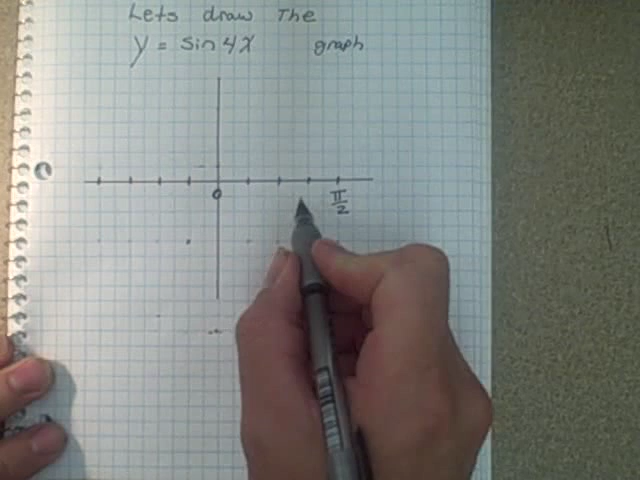 Lets draw The
y = sin 4x graph
0
π/2